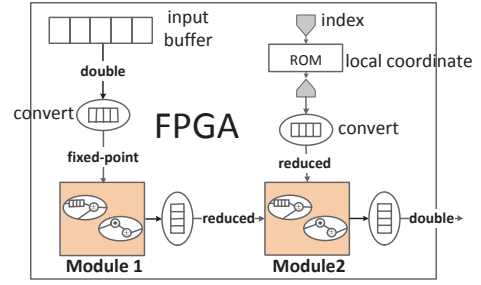 input
buffer
index
ROM
local coordinate
double
convert
FPGA
convert
fixed-point
reduced
reduced
double
Module 1
Module2